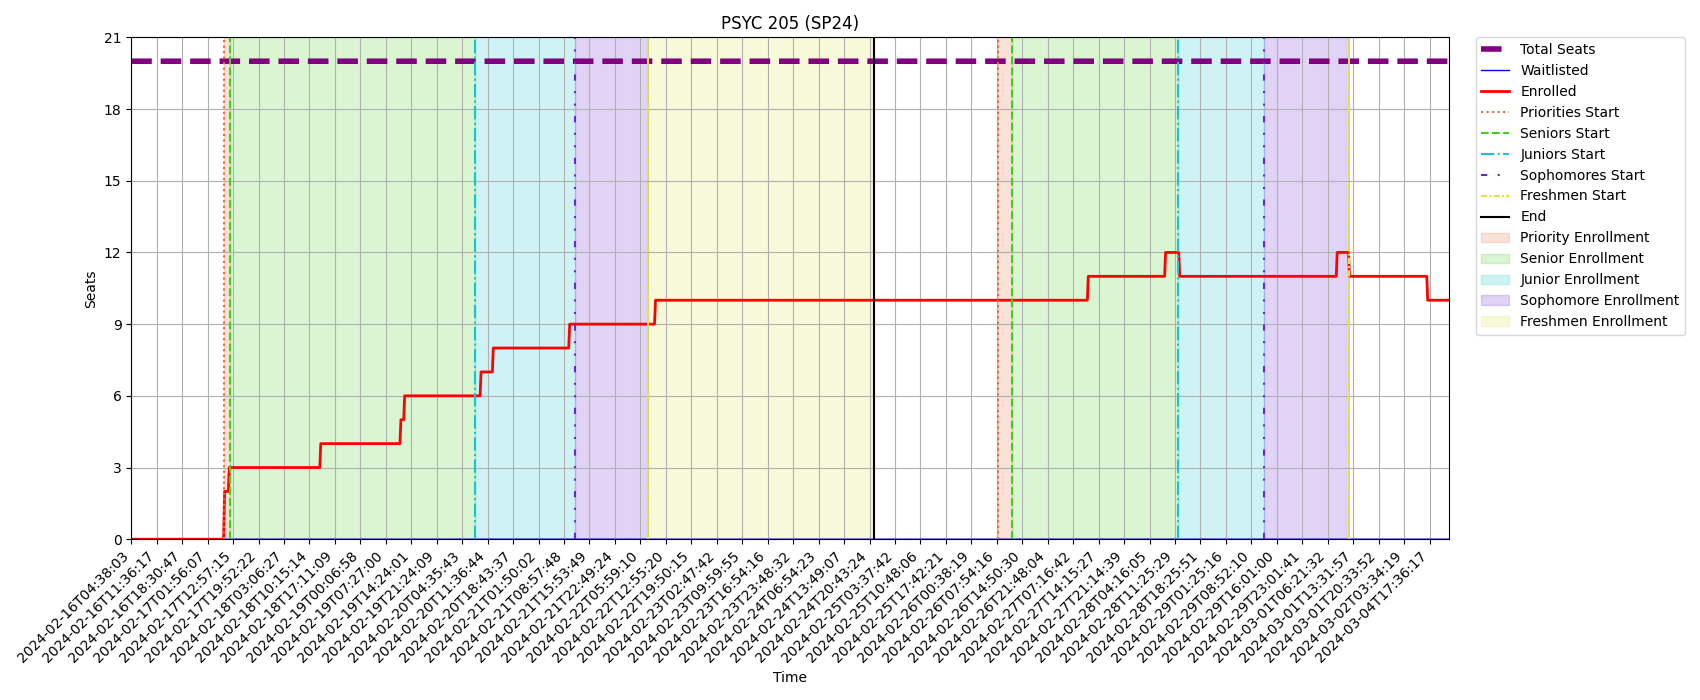 PSYC 205 (SP24)
21
18
15
12
9
6
3
0
Seats
2024-02-16T04:38:03
2024-02-16T11:36:17
2024-02-16T18:30:47
2024-02-17T01:56:07
2024-02-17T12:57:15
2024-02-17T19:52:22
2024-02-18T03:06:27
2024-02-18T10:15:14
2024-02-18T17:11:09
2024-02-19T00:06:58
2024-02-19T07:27:00
2024-02-19T14:24:01
2024-02-19T21:24:09
2024-02-20T04:35:43
2024-02-20T11:36:44
2024-02-20T18:43:37
2024-02-21T01:50:02
2024-02-21T08:57:48
2024-02-21T15:53:49
2024-02-21T22:49:24
2024-02-22T05:59:10
2024-02-22T12:55:20
2024-02-22T19:50:15
2024-02-23T02:47:42
2024-02-23T09:59:55
2024-02-23T16:54:16
2024-02-23T23:48:32
2024-02-24T06:54:23
2024-02-24T13:49:07
2024-02-24T20:43:24
2024-02-25T03:37:42
2024-02-25T10:48:06
2024-02-25T17:42:21
2024-02-26T00:38:19
2024-02-26T07:54:16
2024-02-26T14:50:30
2024-02-26T21:48:04
2024-02-27T07:16:42
2024-02-27T14:15:27
2024-02-27T21:14:39
2024-02-28T04:16:05
2024-02-28T11:25:29
2024-02-28T18:25:51
2024-02-29T01:25:16
2024-02-29T08:52:10
2024-02-29T16:01:00
2024-02-29T23:01:41
2024-03-01T06:21:32
2024-03-01T13:31:57
2024-03-01T20:33:52
2024-03-02T03:34:19
2024-03-04T17:36:17
Time
Total Seats
Waitlisted
Enrolled
Priorities Start
Seniors Start
Juniors Start
Sophomores Start
Freshmen Start
End
Priority Enrollment
Senior Enrollment
Junior Enrollment
Sophomore Enrollment
Freshmen Enrollment